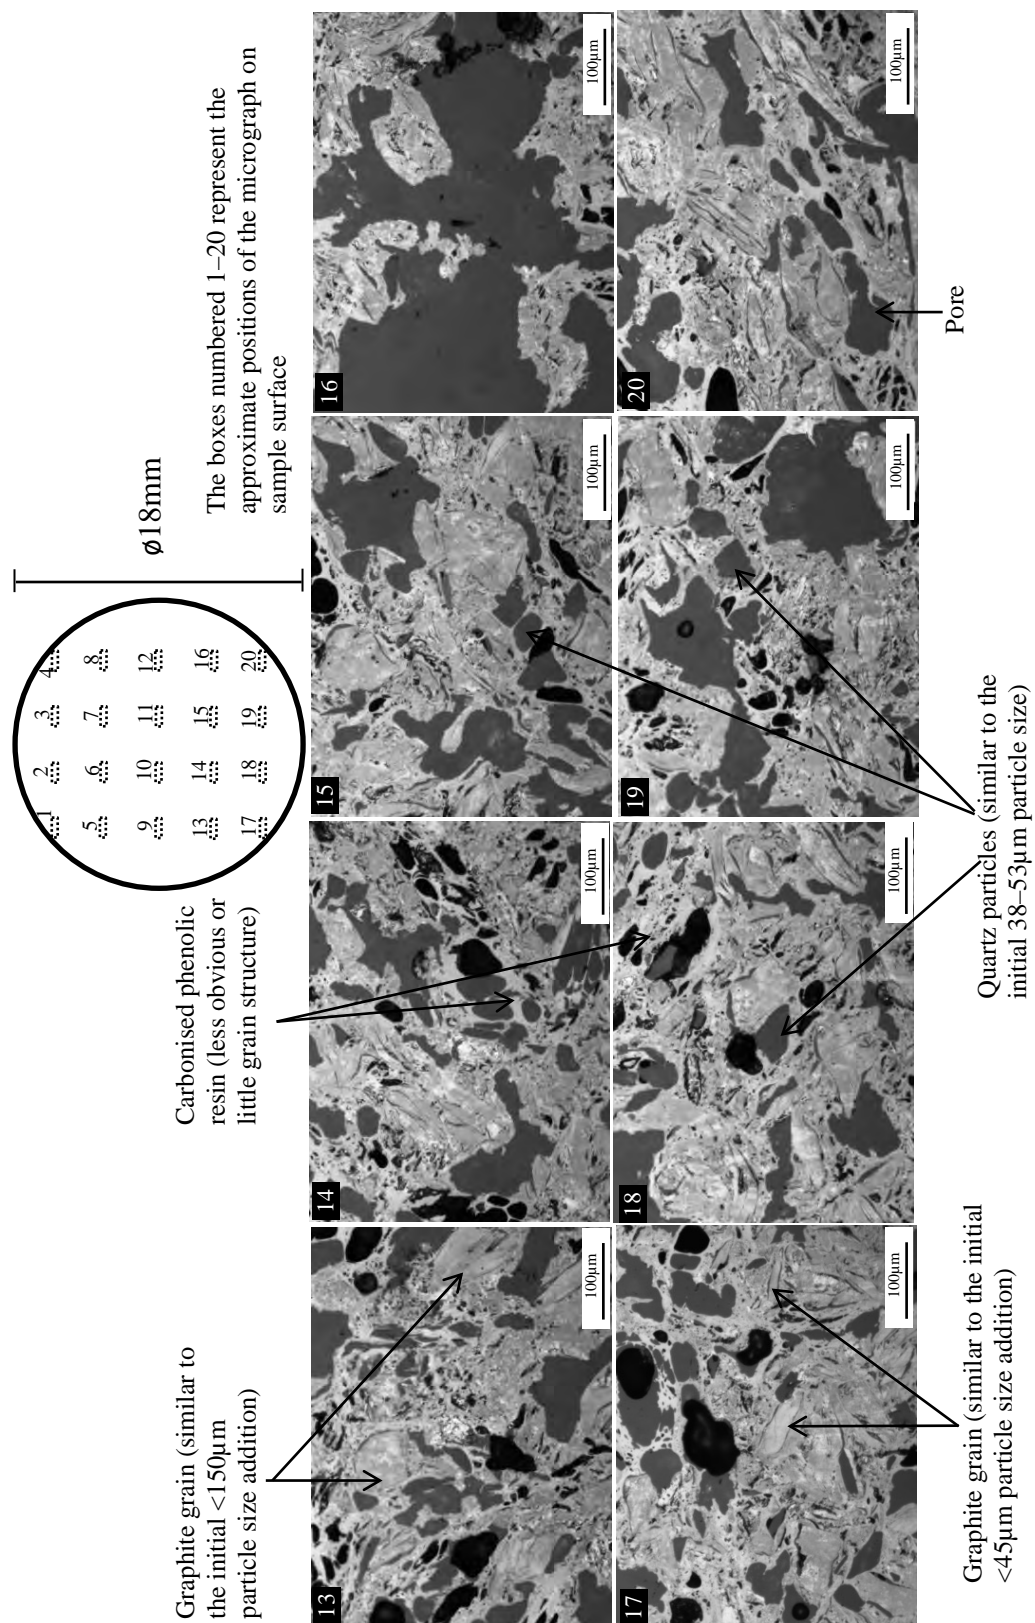 Graphite grain (similar to
the initial <150µm
particle size addition)
Carbonised phenolic
resin (less obvious or
little grain structure)
1 2 3 4
5 6 7 8
9 10 11 12
13 14 15 16
17 18 19 20
ø18mm
The boxes numbered 1–20 represent the
approximate positions of the micrograph on
sample surface
13
100µm
14
100µm
15
100µm
16
100µm
17
100µm
18
100µm
19
100µm
20
100µm
Graphite grain (similar to the initial
<45µm particle size addition)
Quartz particles (similar to the
initial 38–53µm particle size)
Pore